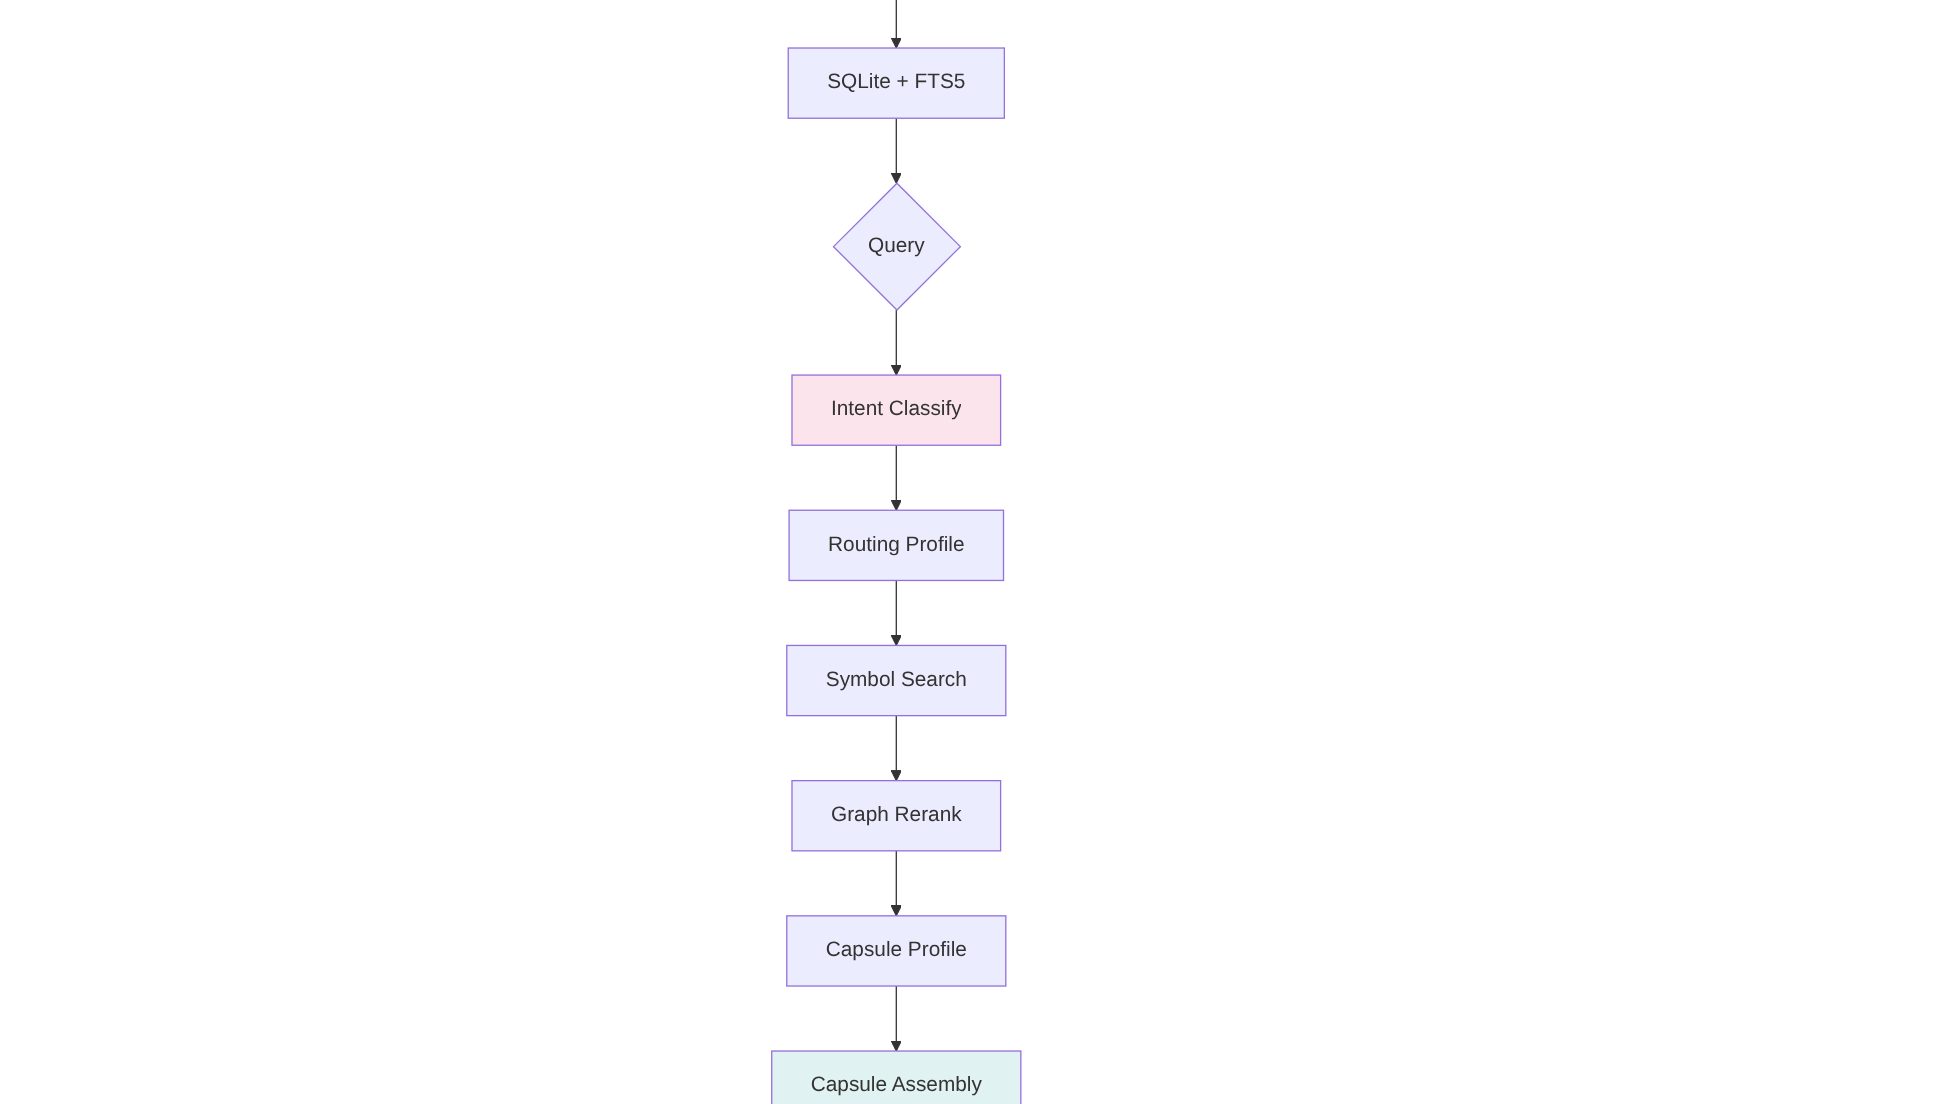 SQLite + FTS5
Query
Intent Classify
Routing Profile
Symbol Search
Graph Rerank
Capsule Profile
Capsule Assembly